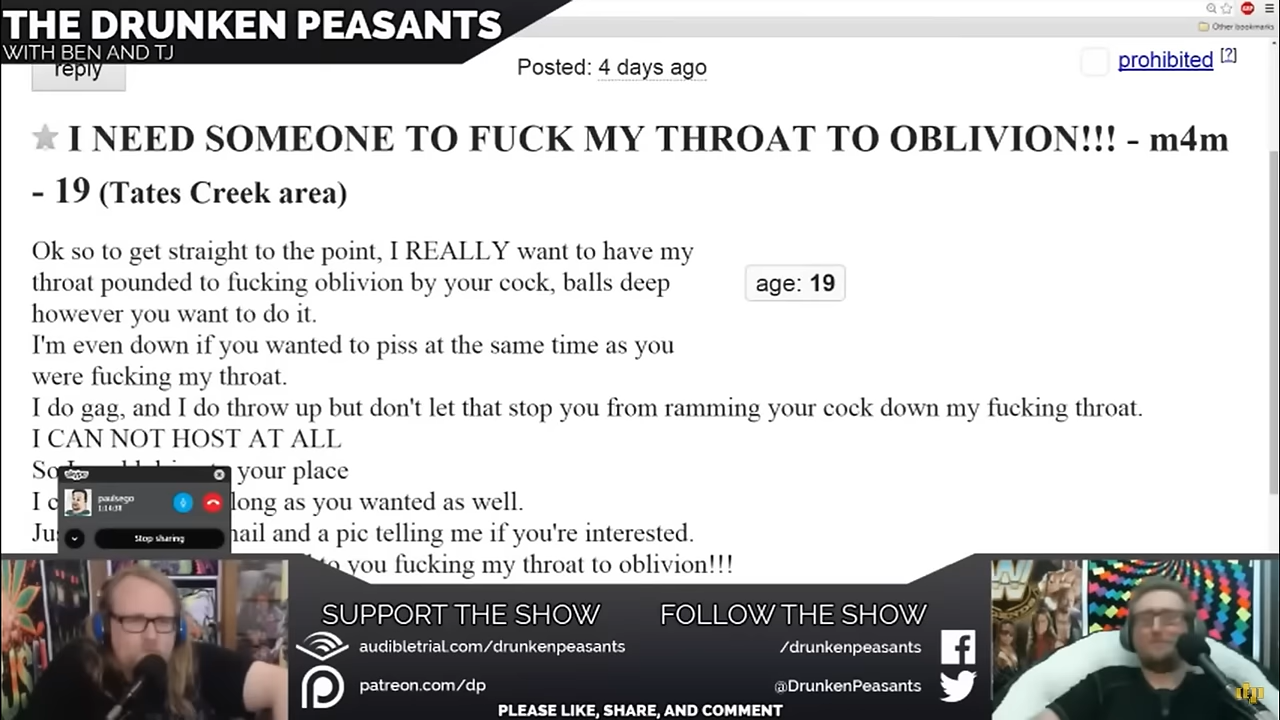 THE DRUNKEN PEASANTS
WITH BEN AND TJ
Other bookmarks
reply
Posted: 4 days ago
prohibited [?]
I NEED SOMEONE TO FUCK MY THROAT TO OBLIVION!!! - m4m
- 19 (Tates Creek area)
Ok so to get straight to the point, I REALLY want to have my
throat pounded to fucking oblivion by your cock, balls deep
however you want to do it.
age: 19
I'm even down if you wanted to piss at the same time as you
were fucking my throat.
I do gag, and I do throw up but don't let that stop you from ramming your cock down my fucking throat.
I CAN NOT HOST AT ALL
So your place
I long as you wanted as well.
and a pic telling me if you're interested.
you fucking my throat to oblivion!!!
skype
paulsego
1:14:38
Stop sharing
SUPPORT THE SHOW
audibletrial.com/drunkenpeasants
patreon.com/dp
FOLLOW THE SHOW
/drunkenpeasants
@DrunkenPeasants
PLEASE LIKE, SHARE, AND COMMENT